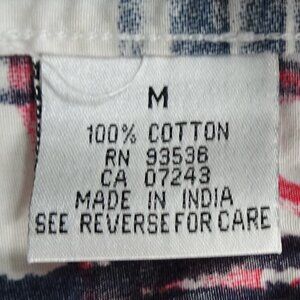 M
100% COTTON
RN 93536
CA 07243
MADE IN INDIA
SEE REVERSE FOR CARE